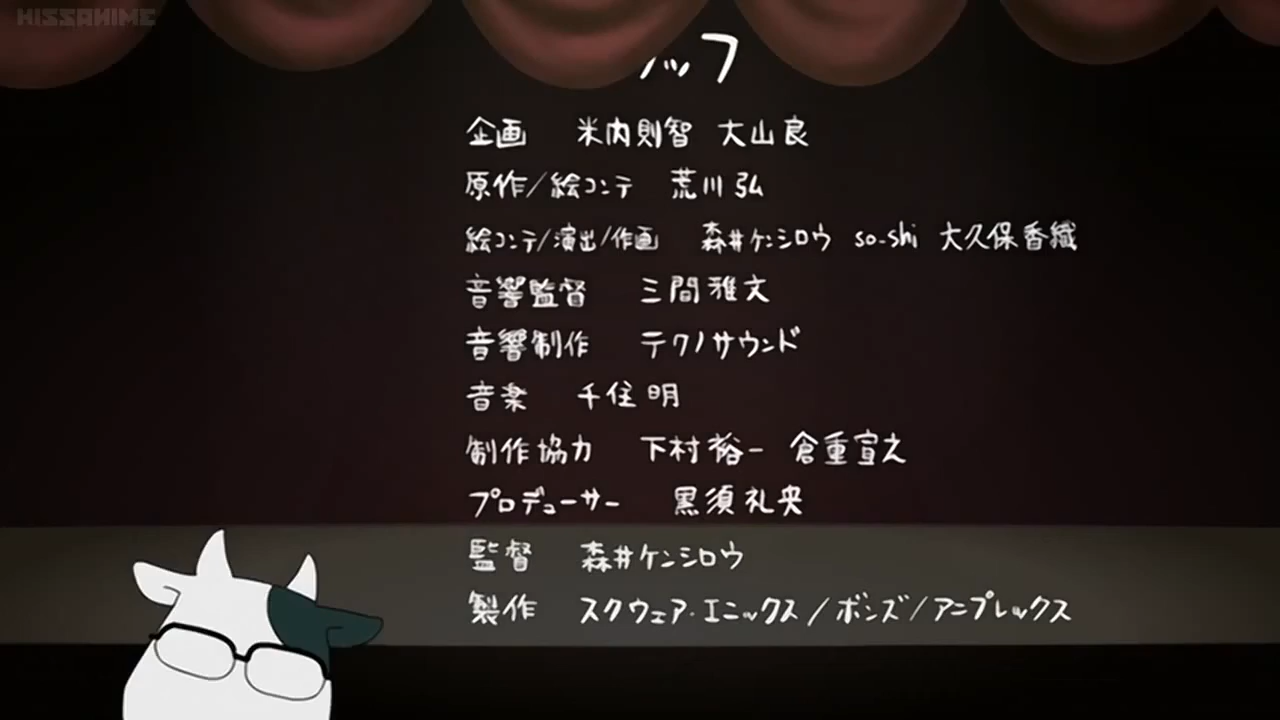 KISSANIME
ッフ
企画 米内則智 大山良
原作/絵コンテ 荒川弘
絵コンテ/演出/作画 森井ケンシロウ so-shi 大久保香織
音響監督 三間雅文
音響制作 テクノサウンド
音楽 千住明
制作協力 下村裕一 倉重宣之
プロデューサー 黒須礼央
監督 森井ケンシロウ
製作 スクウェア・エニックス/ボンズ/アニプレックス